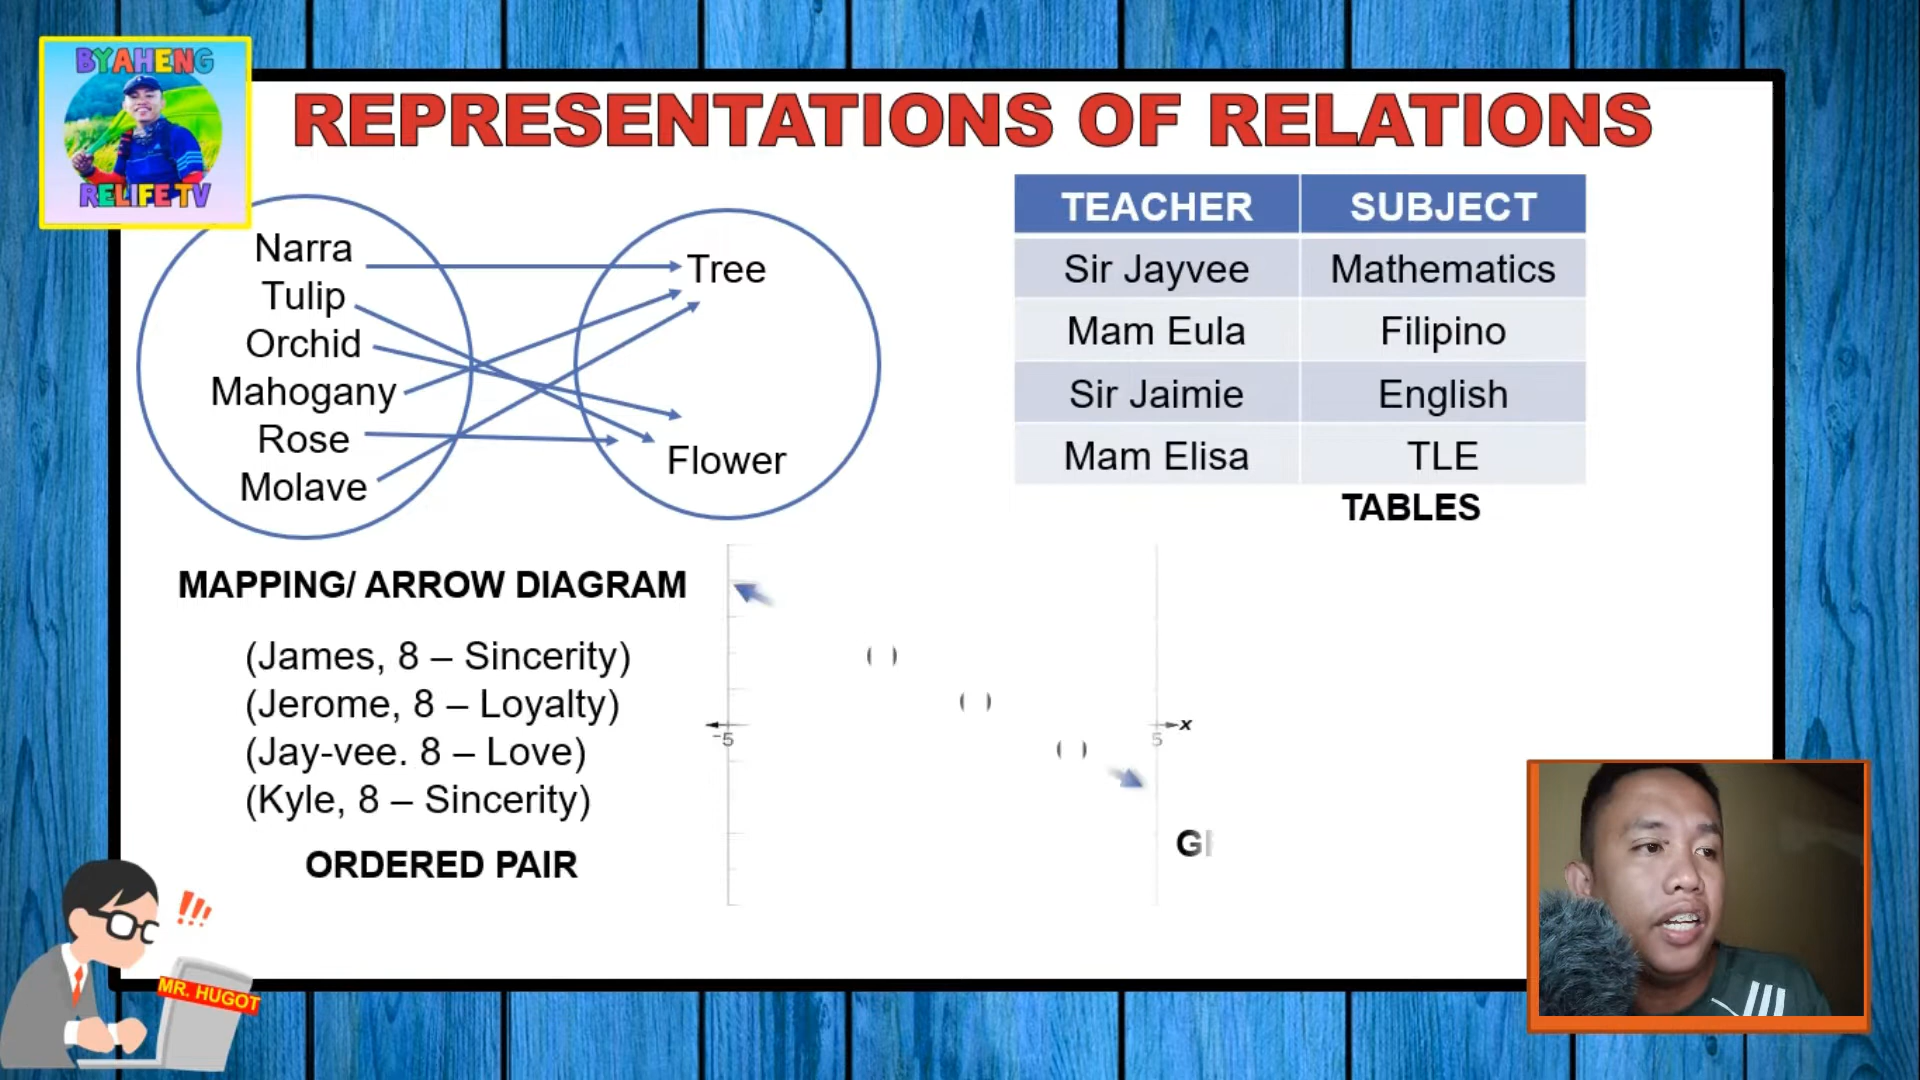 BYAHENG
RELIFE TV
REPRESENTATIONS OF RELATIONS
Narra
Tulip
Orchid
Mahogany
Rose
Molave
Tree
Flower
MAPPING/ ARROW DIAGRAM
TEACHER SUBJECT
Sir Jayvee Mathematics
Mam Eula Filipino
Sir Jaimie English
Mam Elisa TLE
TABLES
(James, 8 – Sincerity)
(Jerome, 8 – Loyalty)
(Jay-vee. 8 – Love)
(Kyle, 8 – Sincerity)
ORDERED PAIR
-5
5
x
G
!!!
MR. HUGOT